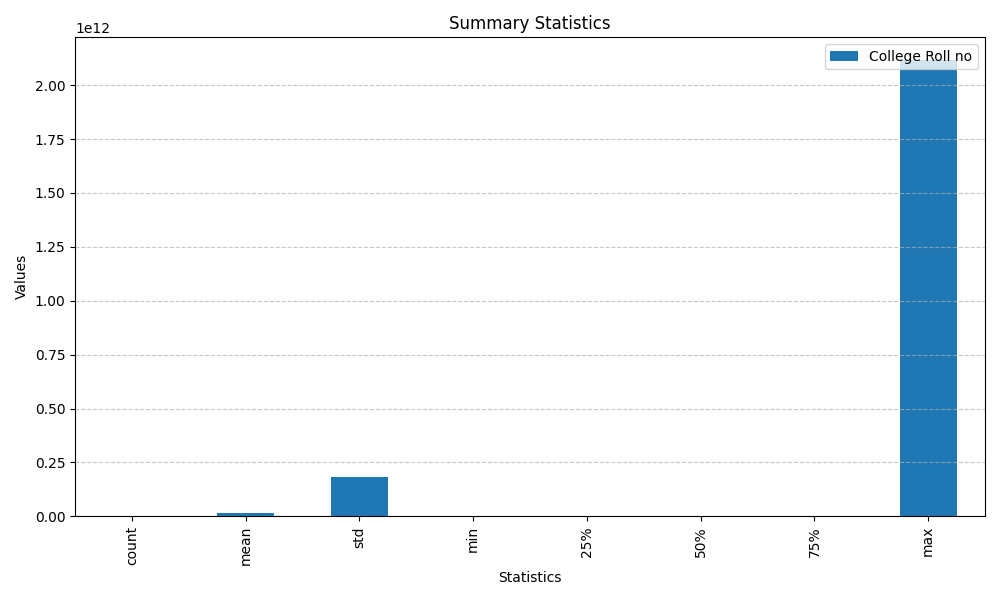 Summary Statistics
1e12
College Roll no
2.00
1.75
1.50
1.25
1.00
0.75
0.50
0.25
0.00
Values
count
mean
std
min
25%
50%
75%
max
Statistics